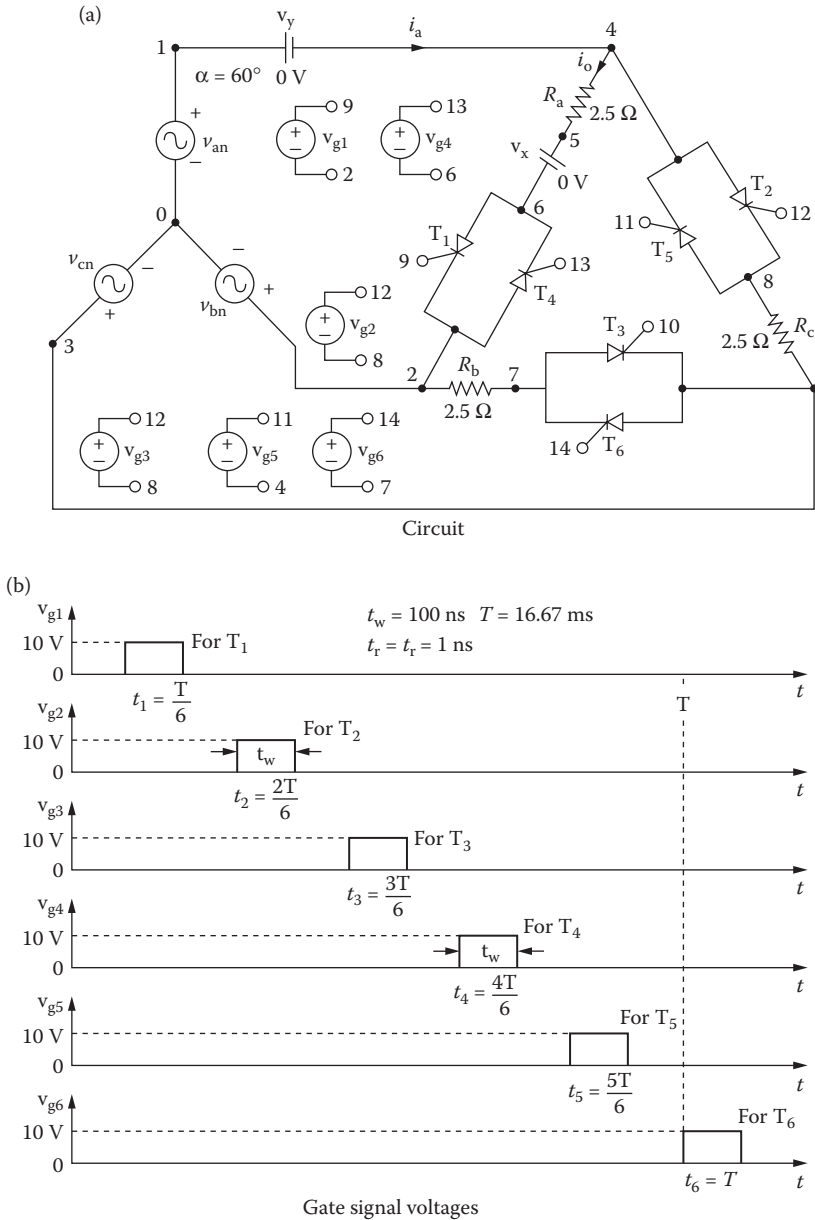 (a)
v_y
1
4
α = 60°
0 V
i_a
i_o
R_a
2.5 Ω
+
v_an
−
+
−
v_g1
9
2
+
−
v_g4
13
6
5
v_x
0 V
6
T_1
9
13
T_4
T_2
11
12
T_5
8
0
v_cn
−
+
−
v_bn
+
3
12
+
−
v_g2
8
T_3
10
R_c
2.5 Ω
2
R_b
7
2.5 Ω
T_6
14
12
+
−
v_g3
8
11
+
−
v_g5
4
14
+
−
v_g6
7
Circuit
(b)
v_g1
10 V
0
For T_1
t_w = 100 ns T = 16.67 ms
t_r = t_r = 1 ns
t_1 = T/6
T
t
v_g2
10 V
0
For T_2
t_w
t_2 = 2T/6
t
v_g3
10 V
0
For T_3
t_3 = 3T/6
t
v_g4
10 V
0
For T_4
t_w
t_4 = 4T/6
t
v_g5
10 V
0
For T_5
t_5 = 5T/6
t
v_g6
10 V
0
For T_6
t_6 = T
t
Gate signal voltages